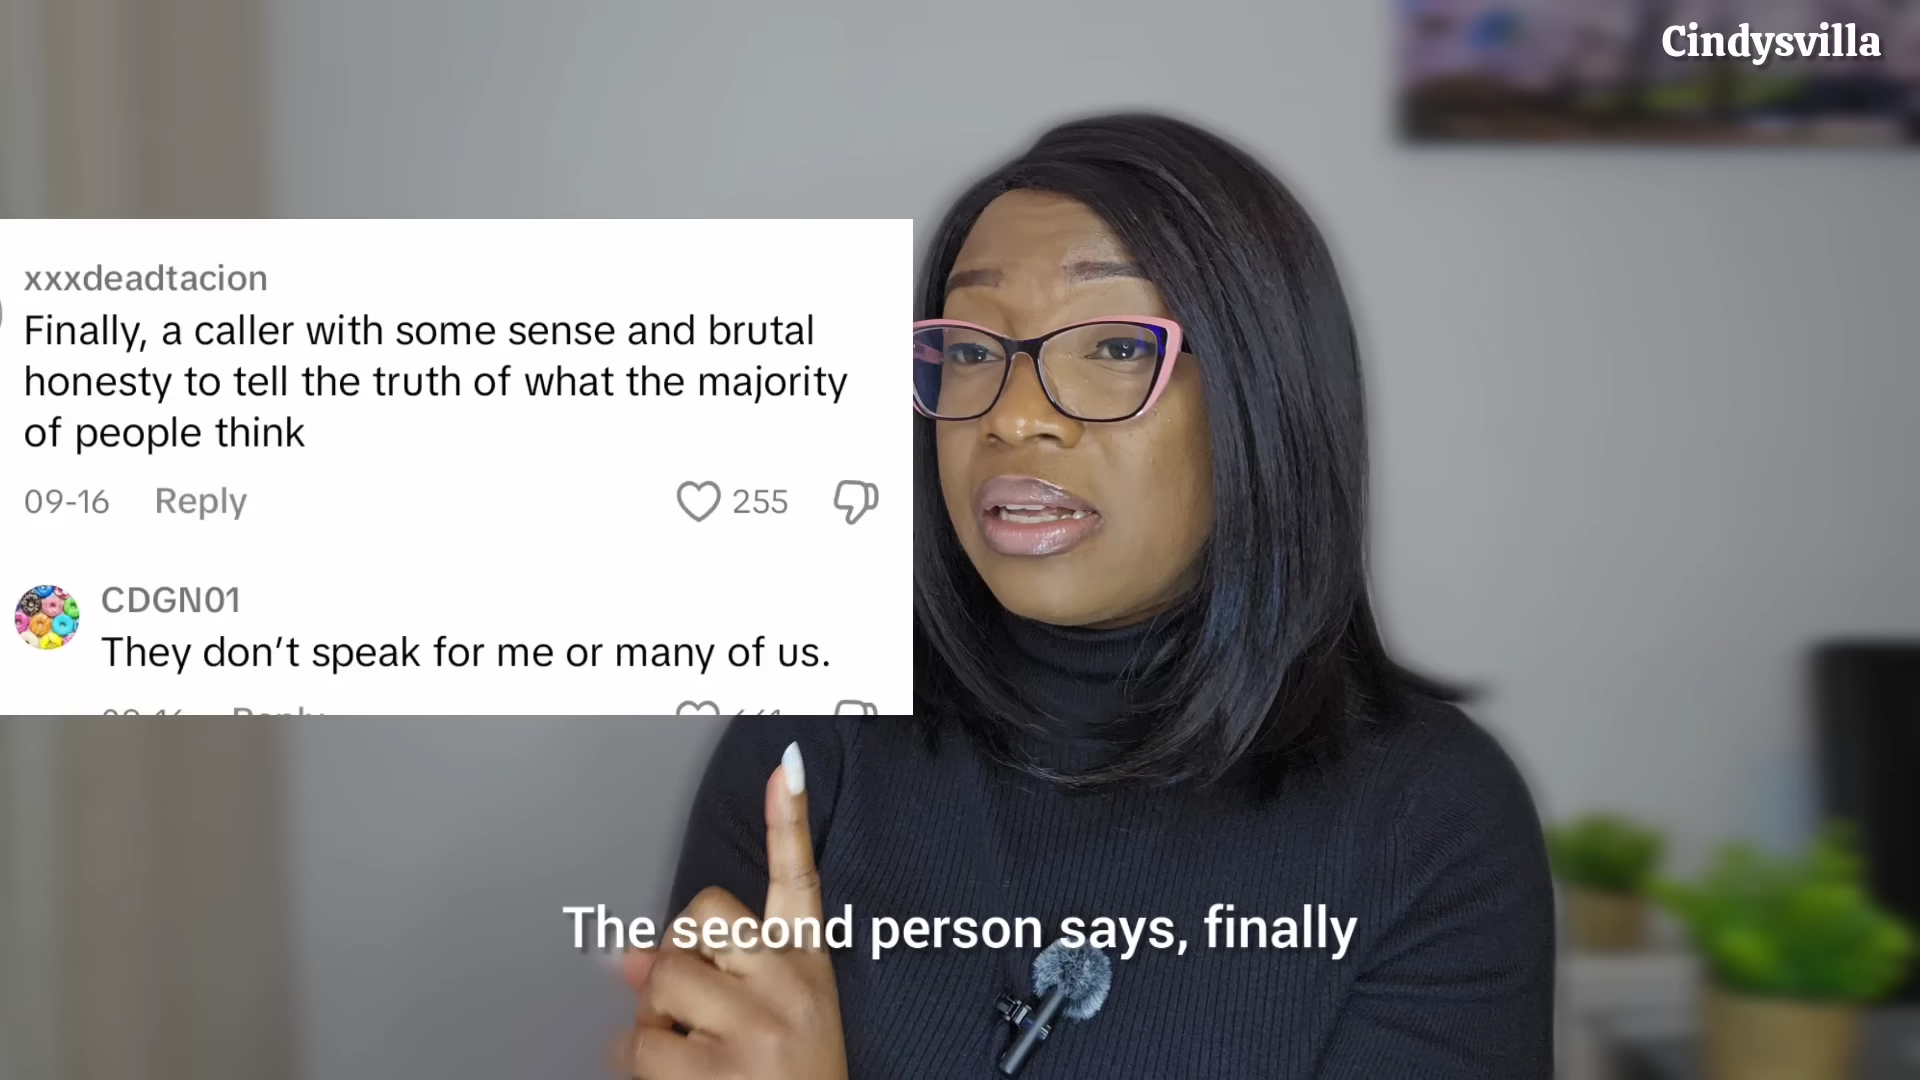 Cindysvilla
xxxdeadtacion
Finally, a caller with some sense and brutal
honesty to tell the truth of what the majority
of people think
09-16 Reply
255
CDGN01
They don't speak for me or many of us.
Reply
The second person says, finally